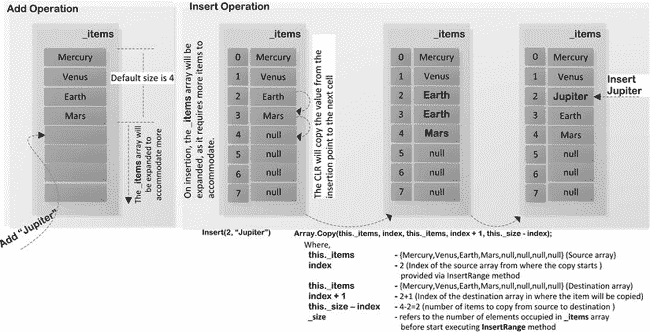 Add Operation
_items
Mercury
Venus
Earth
Mars
Default size is 4
The _items array will
be expanded to
accommodate more
Add “Jupiter”
Insert Operation
On insertion, the _items array will be
expanded, as it requires more items to
accommodate.
_items
0 Mercury
1 Venus
2 Earth
3 Mars
4 null
5 null
6 null
7 null
The CLR will copy the value from the
insertion point to the next cell
_items
0 Mercury
1 Venus
2 Earth
3 Earth
4 Mars
5 null
6 null
7 null
_items
0 Mercury
1 Venus
2 Jupiter
3 Earth
4 Mars
5 null
6 null
7 null
Insert
Jupiter
Insert(2, “Jupiter”)
Array.Copy(this._items, index, this._items, index + 1, this._size - index);
Where,
this._items - {Mercury,Venus,Earth,Mars,null,null,null,null} (Source array)
index - 2 (Index of the source array from where the copy starts )
provided via InsertRange method
this._items - {Mercury,Venus,Earth,Mars,null,null,null,null} (Destination array)
index + 1 - 2+1 (Index of the destination array in where the item will be copied)
this._size – index - 4-2=2 (number of items to copy from source to destination )
_size - refers to the number of elements occupied in _items array
before start executing InsertRange method